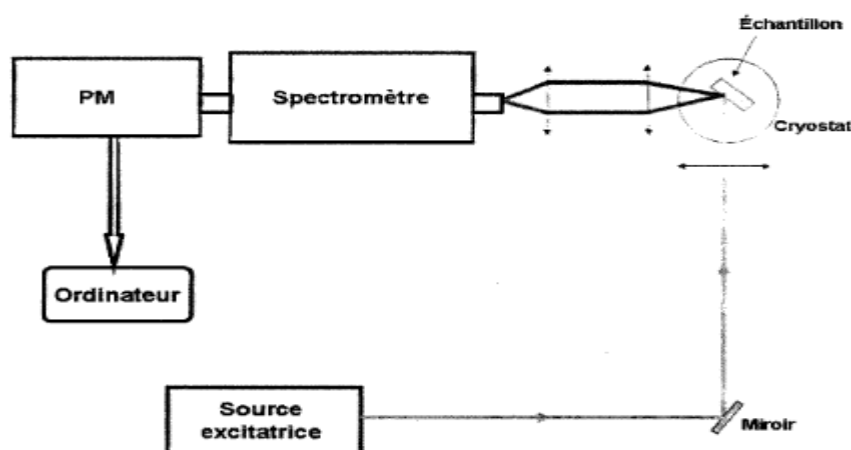 Échantillon
PM
Spectromètre
Cryostat
Ordinateur
Source
excitatrice
Miroir